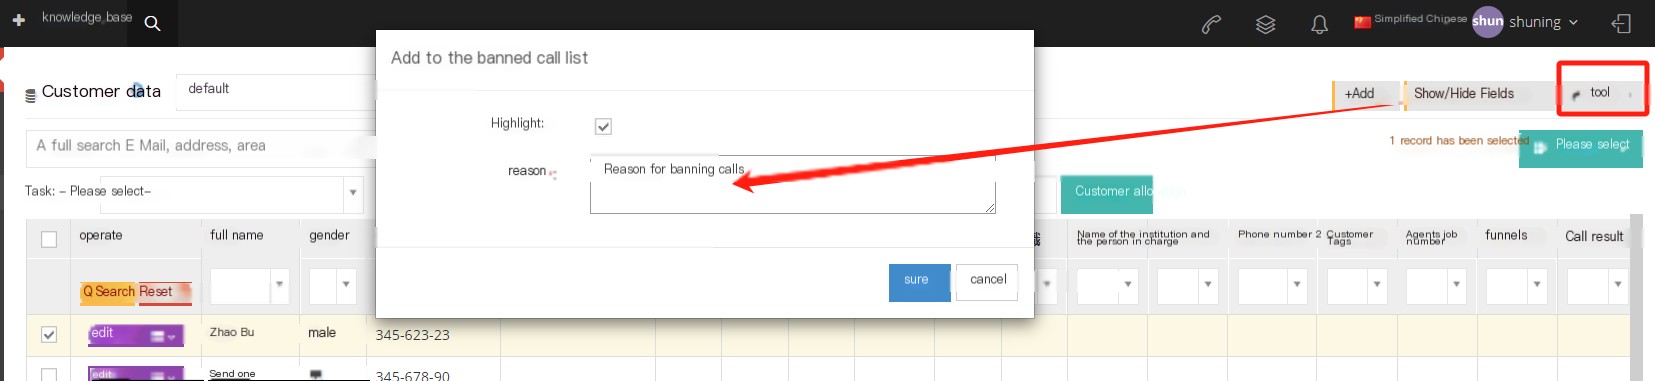 knowledge_base
Simplified Chinese
shun
shuning
Add to the banned call list
Customer data
default
+Add
Show/Hide Fields
tool
Highlight:
A full search E Mail, address, area
1 record has been selected
Please select
reason
Reason for banning calls
Task: - Please select-
Customer allo
operate
full name
gender
Name of the institution and
the person in charge
Phone number 2
Customer
Tags
Agents job
number
funnels
Call result
sure
cancel
Q Search
Reset
edit
Zhao Bu
male
345-623-23
edit
Send one
345-678-90